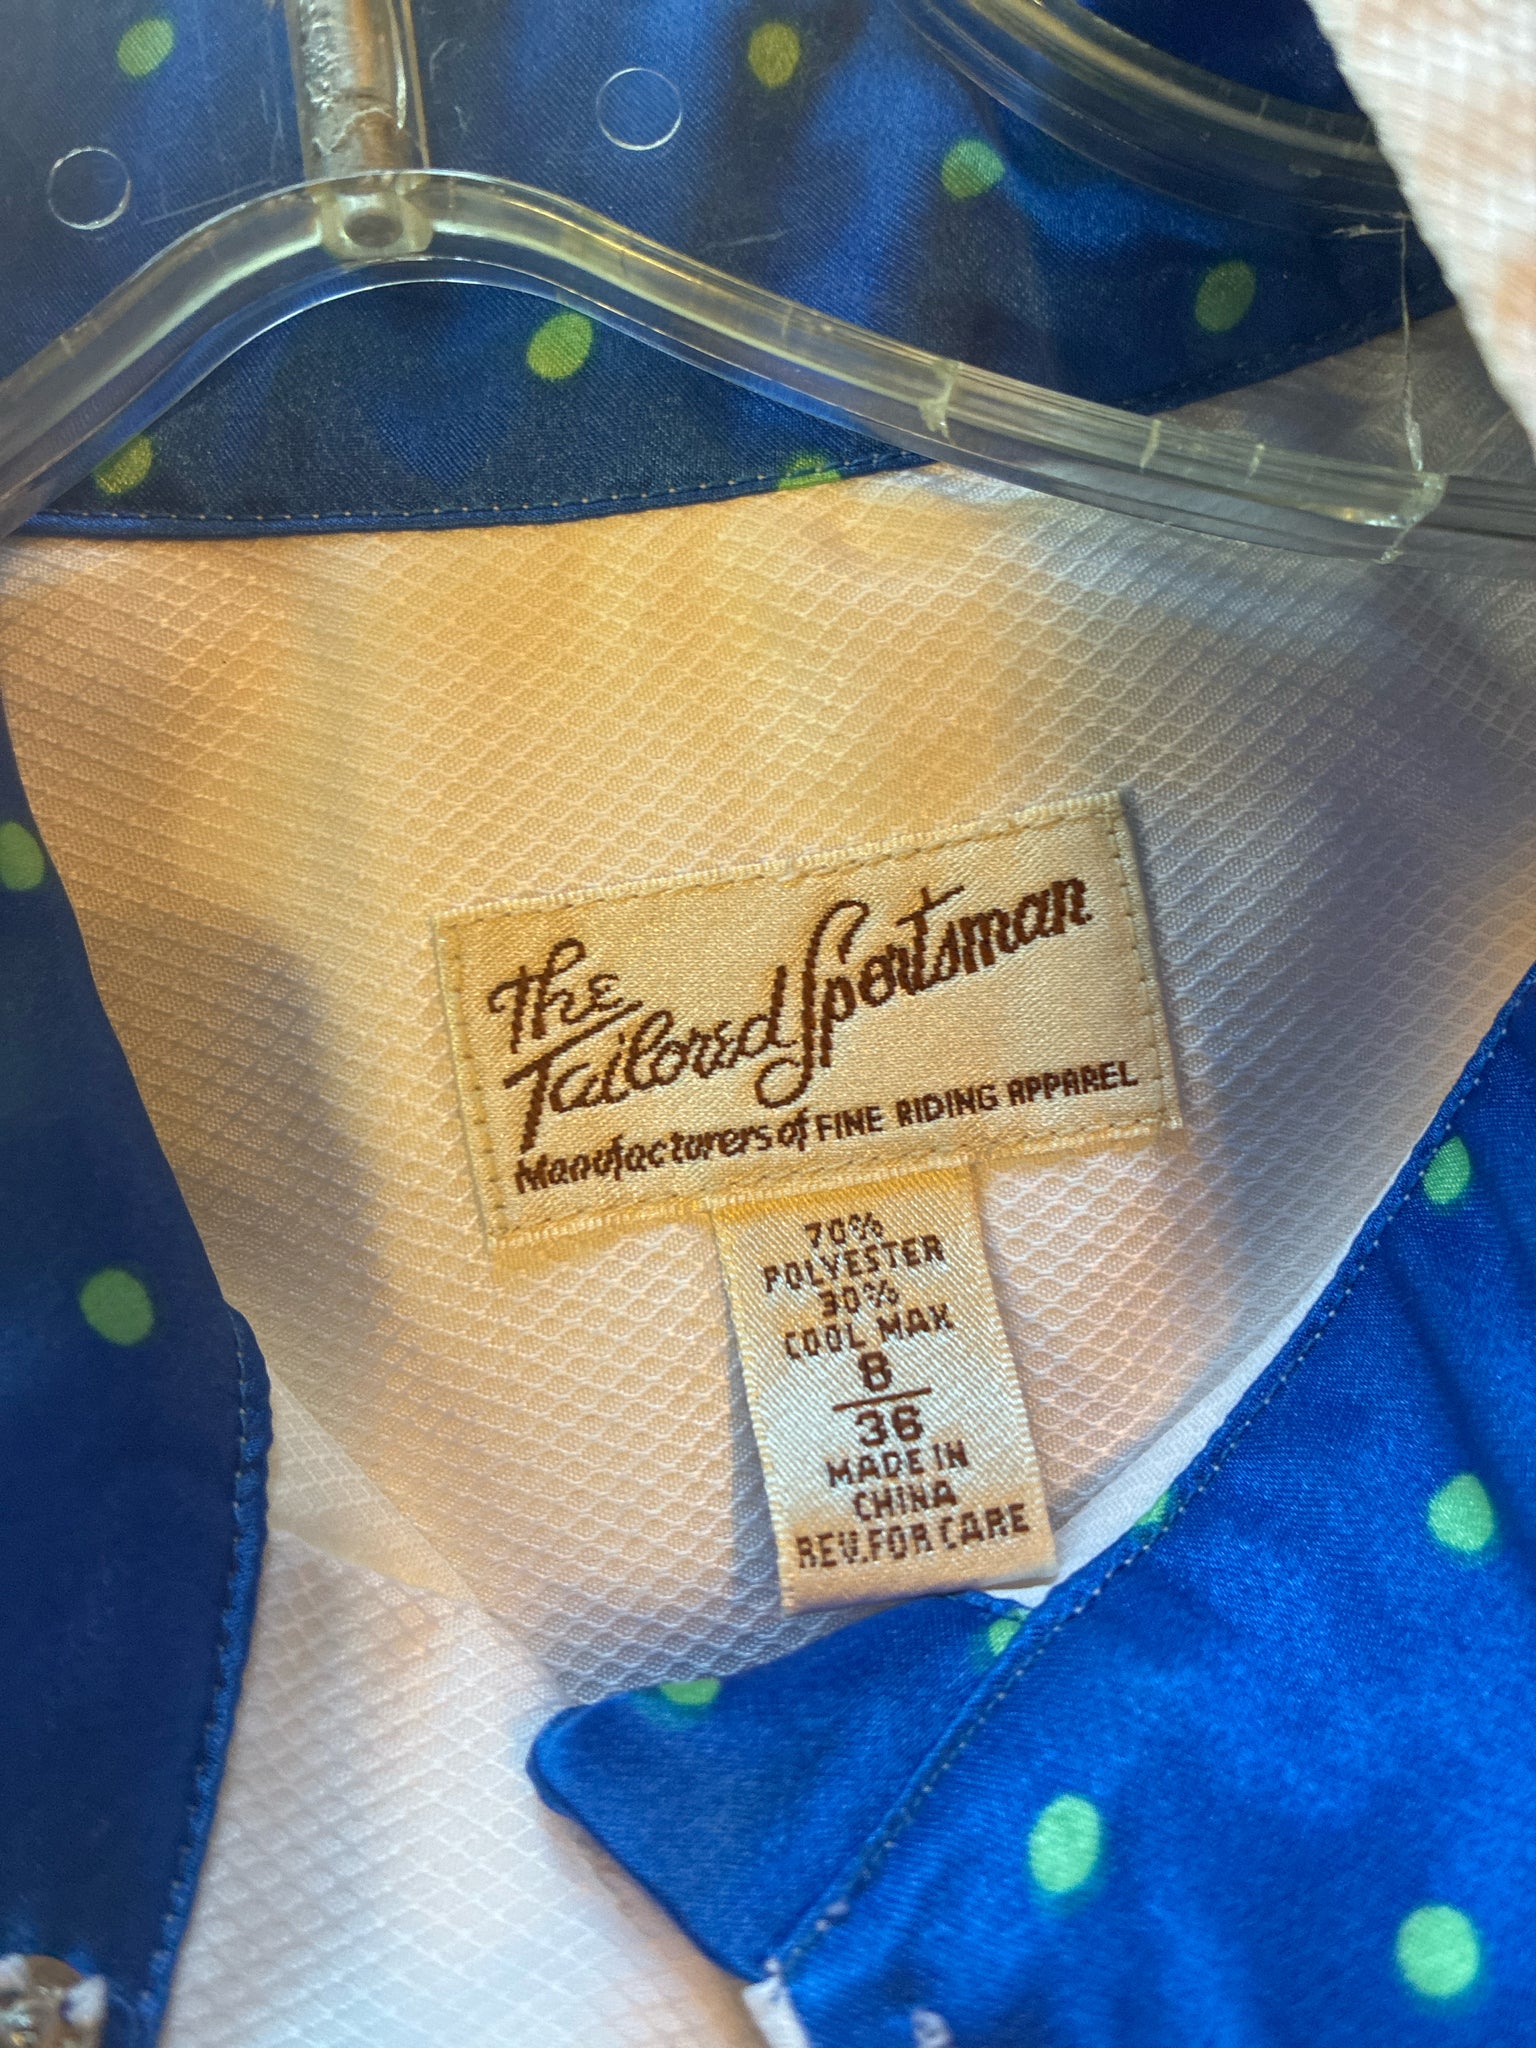 The
Tailored Sportsman
Manufacturers of FINE RIDING APPAREL
70%
POLYESTER
30%
COOL MAX
8
36
MADE IN
CHINA
REV.FOR CARE